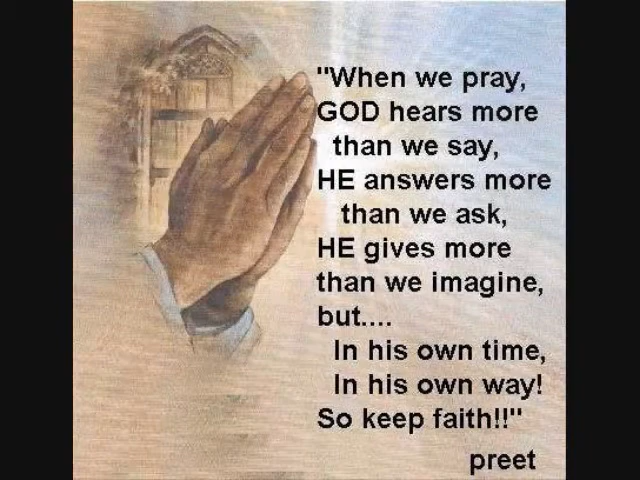 "When we pray,
GOD hears more
than we say,
HE answers more
than we ask,
HE gives more
than we imagine,
but....
In his own time,
In his own way!
So keep faith!!"
preet